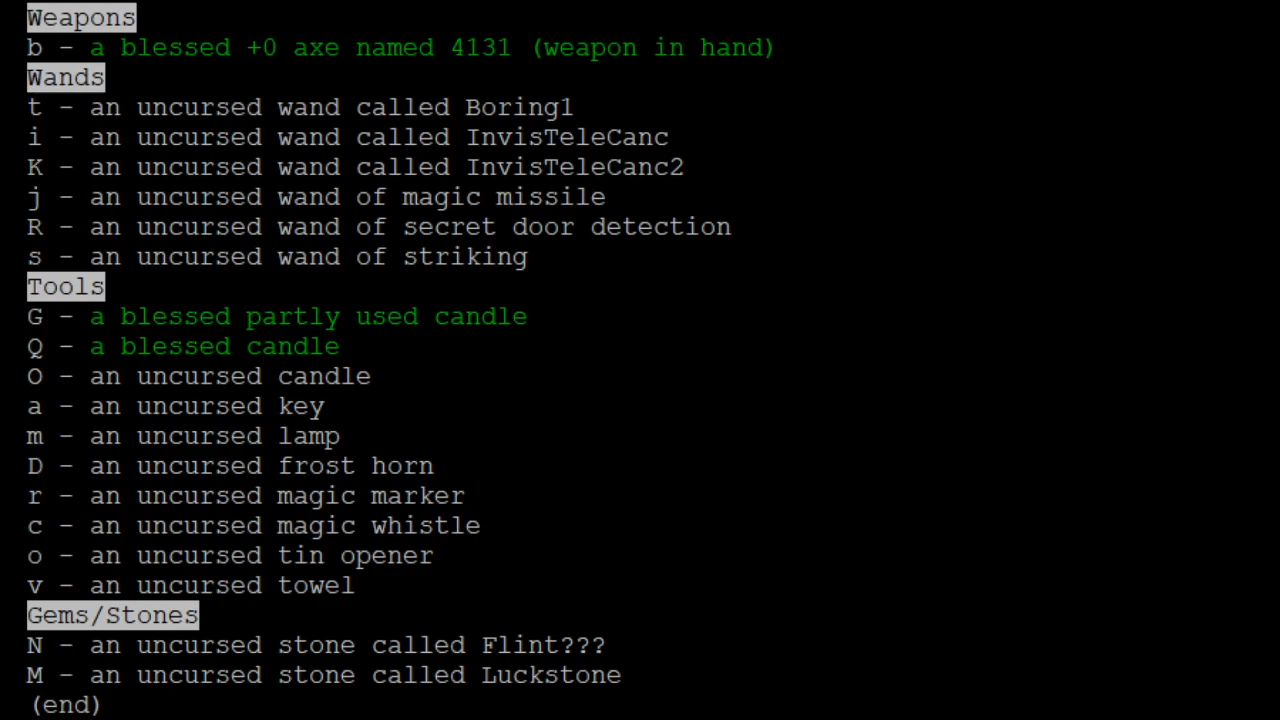 Weapons
b - a blessed +0 axe named 4131 (weapon in hand)
Wands
t - an uncursed wand called Boring1
i - an uncursed wand called InvisTeleCanc
K - an uncursed wand called InvisTeleCanc2
j - an uncursed wand of magic missile
R - an uncursed wand of secret door detection
s - an uncursed wand of striking
Tools
G - a blessed partly used candle
Q - a blessed candle
O - an uncursed candle
a - an uncursed key
m - an uncursed lamp
D - an uncursed frost horn
r - an uncursed magic marker
c - an uncursed magic whistle
o - an uncursed tin opener
v - an uncursed towel
Gems/Stones
N - an uncursed stone called Flint???
M - an uncursed stone called Luckstone
(end)